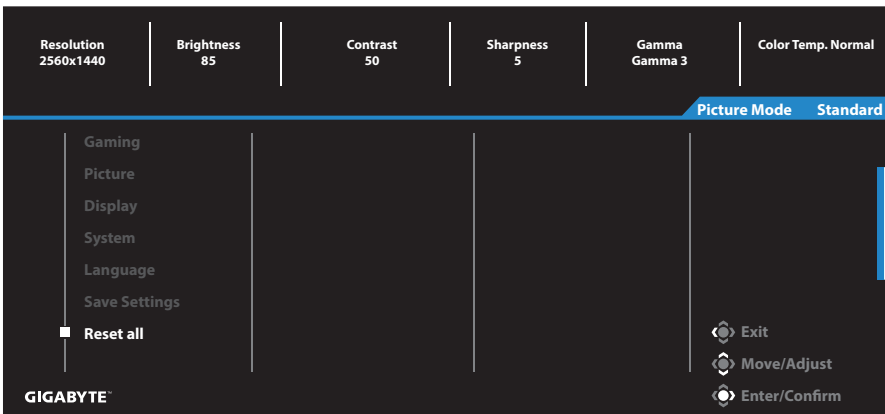 Resolution Brightness Contrast Sharpness Gamma Color Temp. Normal
2560x1440 85 50 5 Gamma 3
Picture Mode Standard
Gaming
Picture
Display
System
Language
Save Settings
Reset all
Exit
Move/Adjust
Enter/Confirm
GIGABYTE™